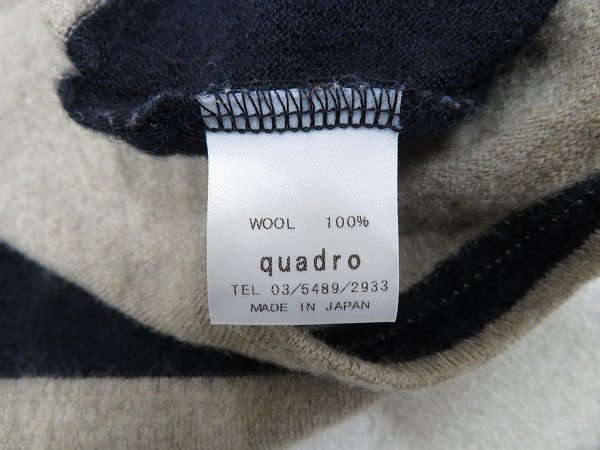 WOOL 100%
quadro
TEL 03/5489/2933
MADE IN JAPAN